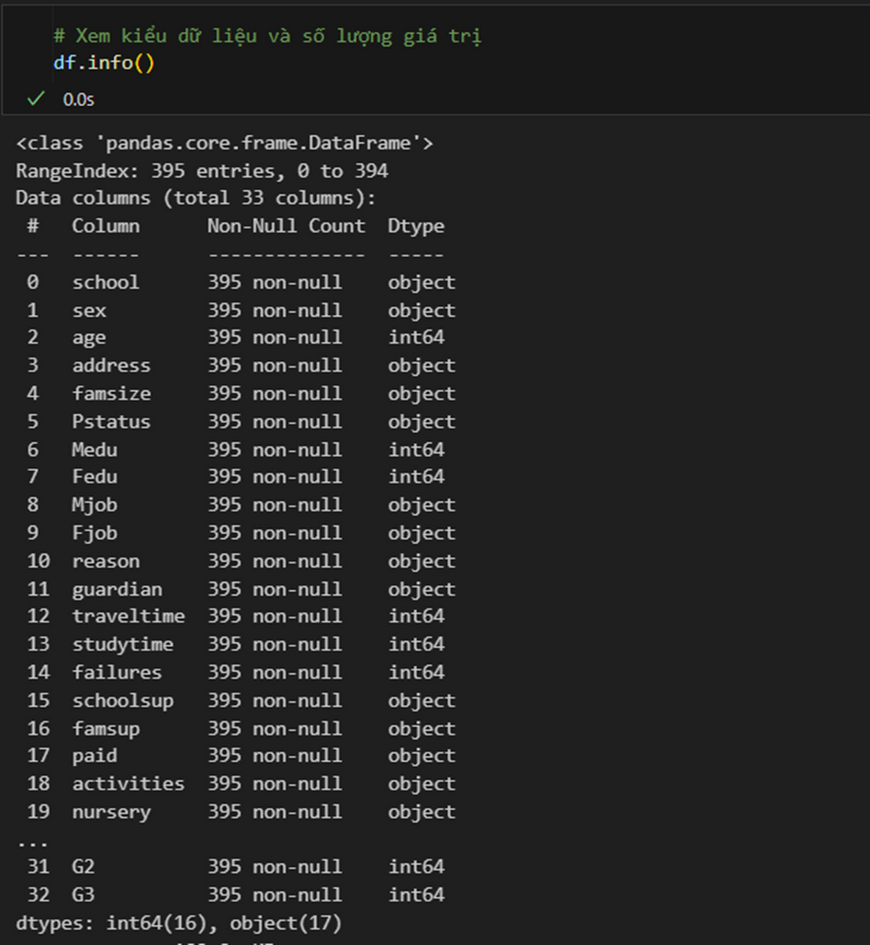 # Xem kiểu dữ liệu và số lượng giá trị
df.info()
0.0s
<class 'pandas.core.frame.DataFrame'>
RangeIndex: 395 entries, 0 to 394
Data columns (total 33 columns):
 #   Column      Non-Null Count  Dtype
---  ------      --------------  -----
 0   school      395 non-null    object
 1   sex         395 non-null    object
 2   age         395 non-null    int64
 3   address     395 non-null    object
 4   famsize     395 non-null    object
 5   Pstatus     395 non-null    object
 6   Medu        395 non-null    int64
 7   Fedu        395 non-null    int64
 8   Mjob        395 non-null    object
 9   Fjob        395 non-null    object
 10  reason      395 non-null    object
 11  guardian    395 non-null    object
 12  traveltime  395 non-null    int64
 13  studytime   395 non-null    int64
 14  failures    395 non-null    int64
 15  schoolsup   395 non-null    object
 16  famsup      395 non-null    object
 17  paid        395 non-null    object
 18  activities  395 non-null    object
 19  nursery     395 non-null    object
...
 31  G2          395 non-null    int64
 32  G3          395 non-null    int64
dtypes: int64(16), object(17)